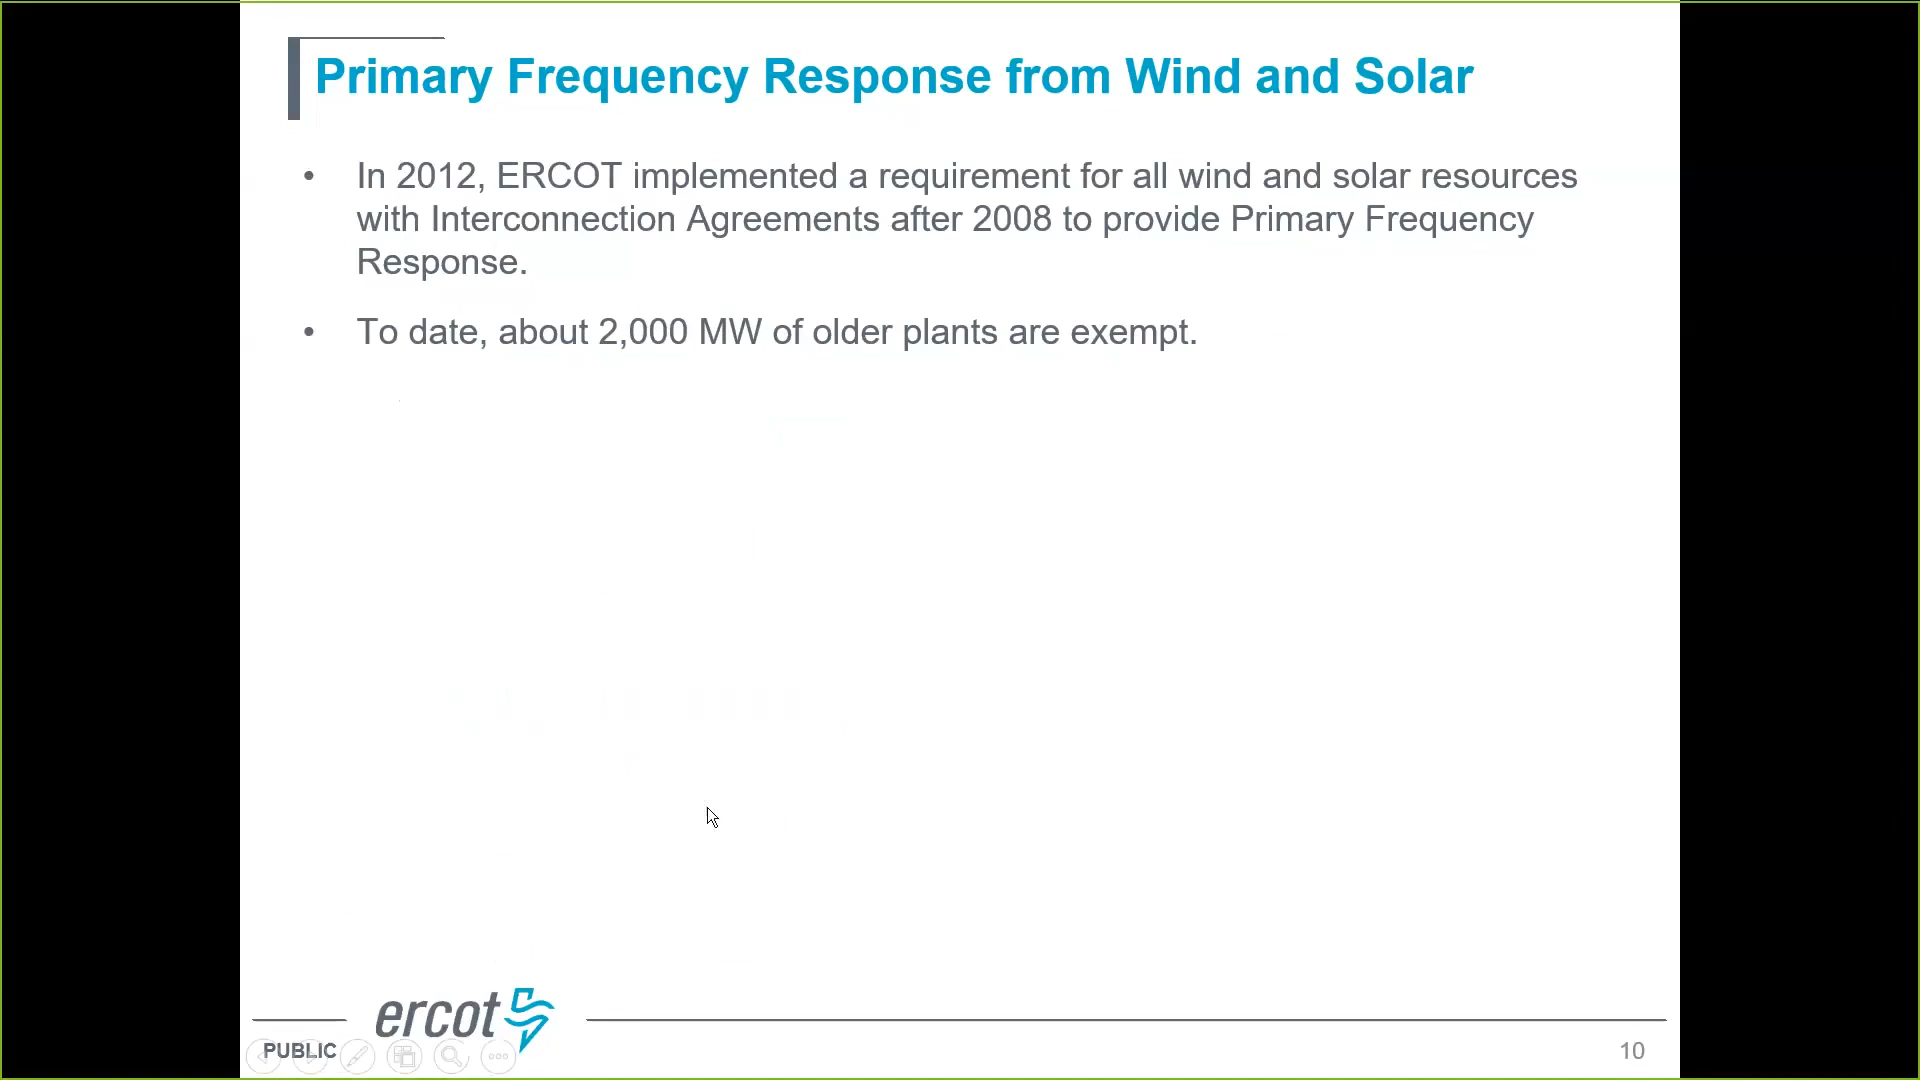 Primary Frequency Response from Wind and Solar
• In 2012, ERCOT implemented a requirement for all wind and solar resources
with Interconnection Agreements after 2008 to provide Primary Frequency
Response.
• To date, about 2,000 MW of older plants are exempt.
ercot
PUBLIC
10